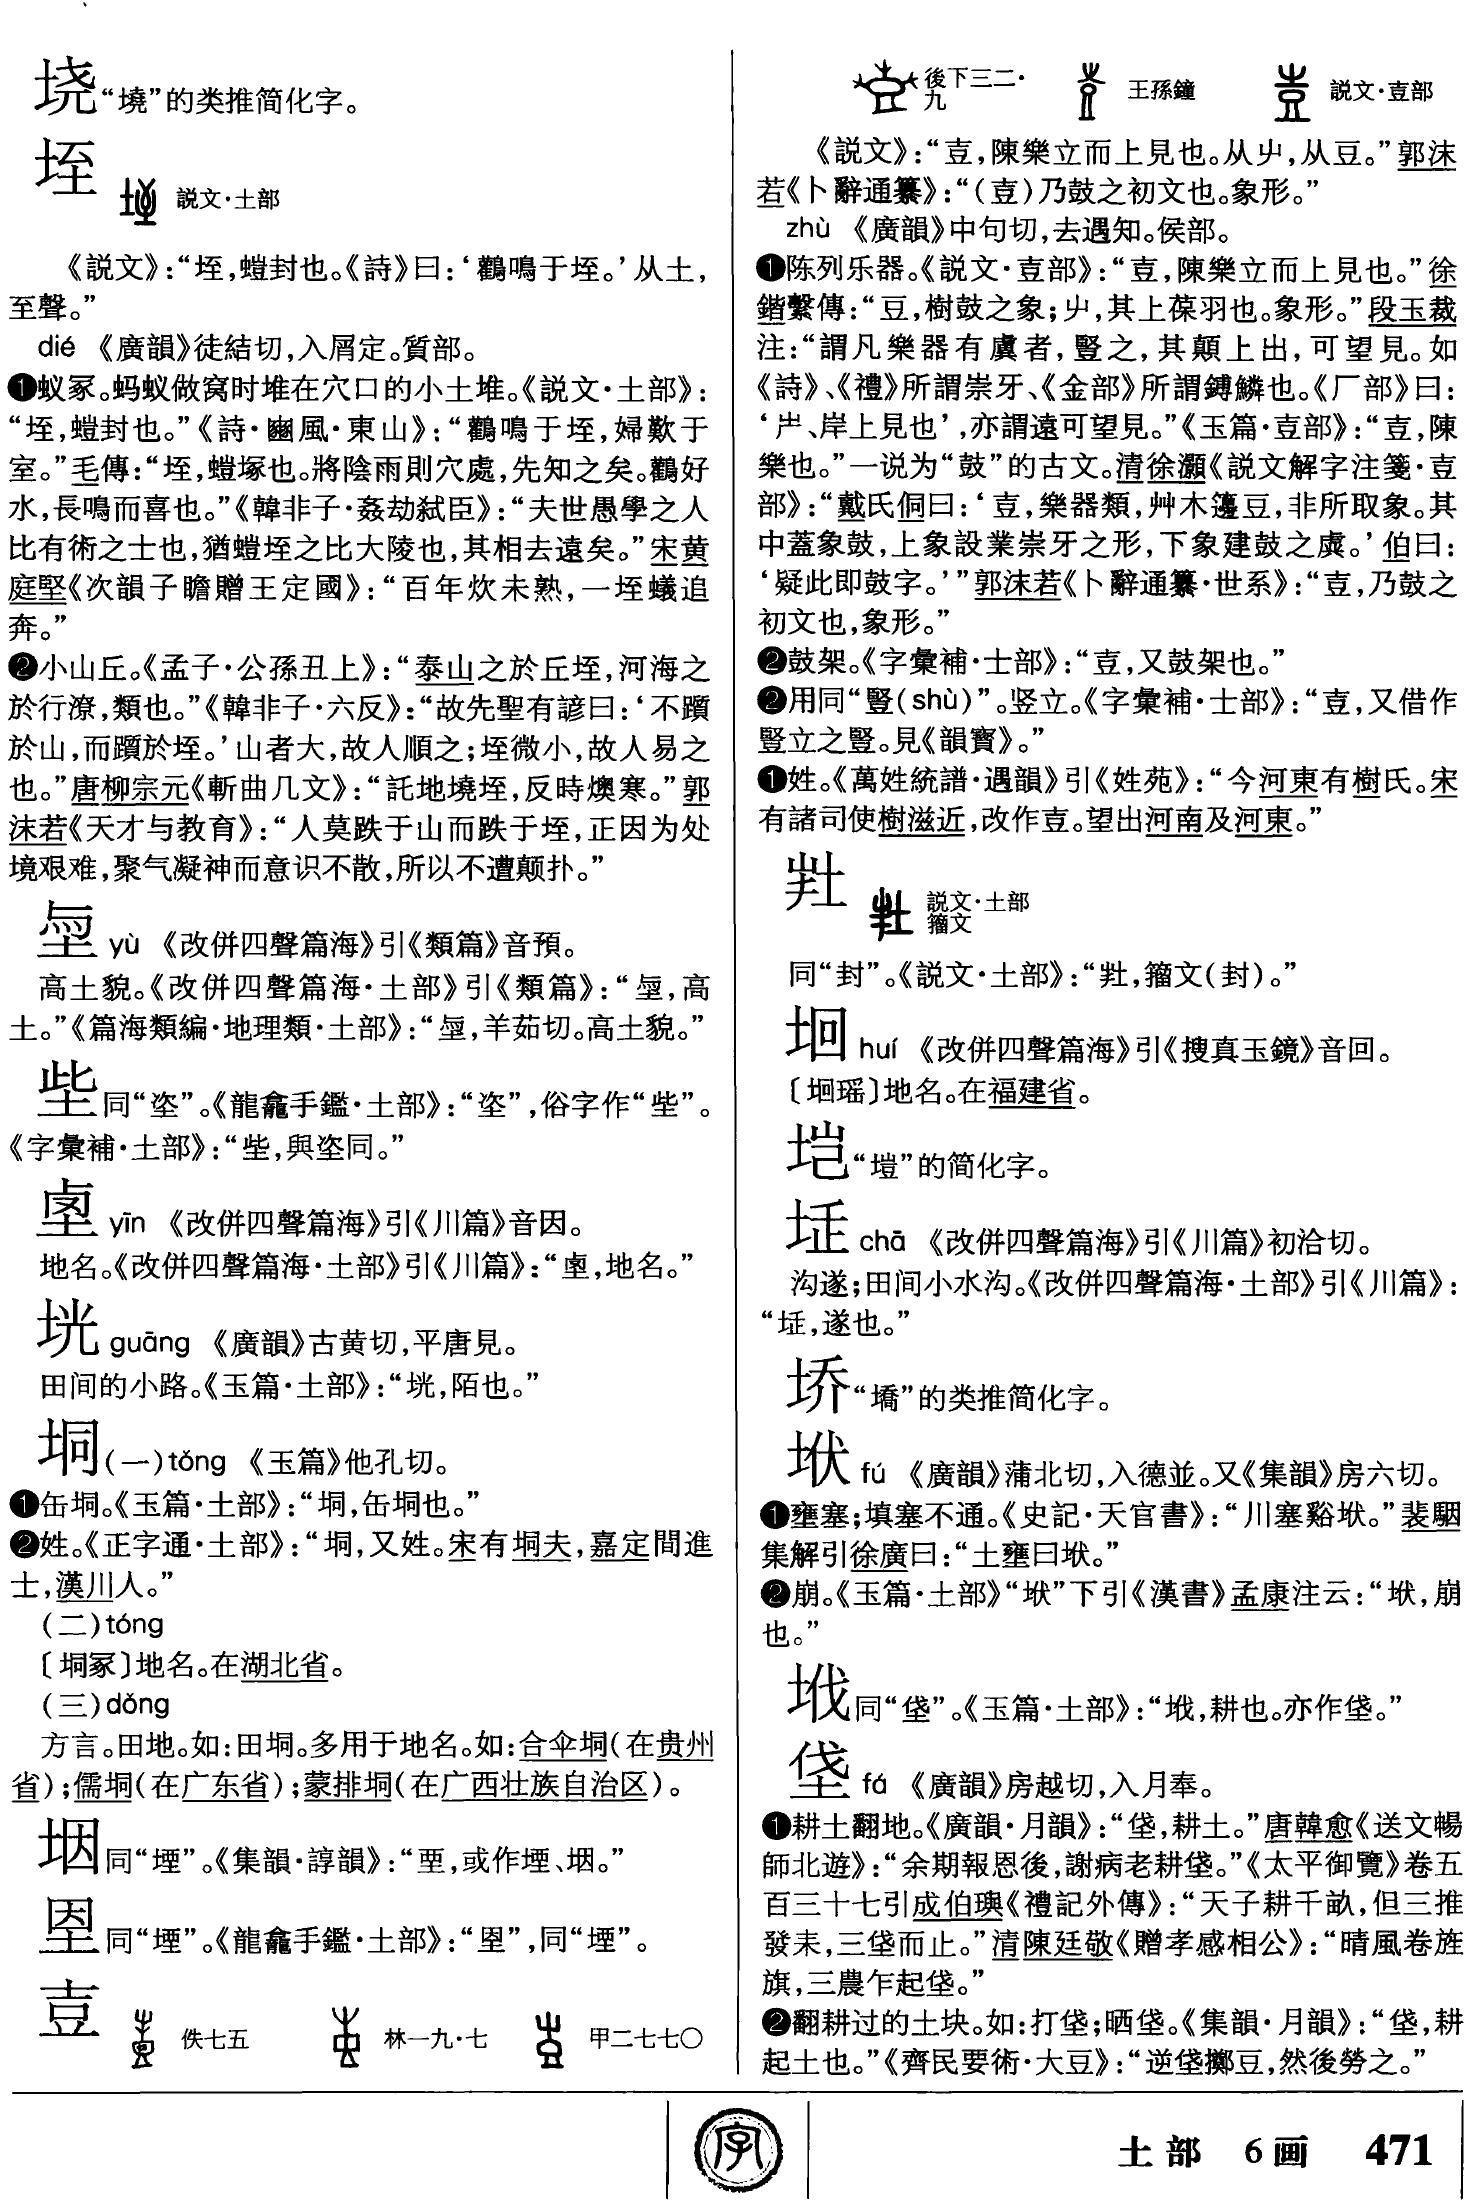 垚“墝”的类推简化字。
垤
説文·土部
《説文》：“垤，螘封也。《詩》曰：‘鸛鳴于垤。’从土，
至聲。”
dié 《廣韻》徒結切，入屑定。質部。
❶蚁冢。蚂蚁做窝时堆在穴口的小土堆。《説文·土部》：
“垤，螘封也。”《詩·豳風·東山》：“鸛鳴于垤，婦歎于
室。”毛傳：“垤，螘塚也。將陰雨則穴處，先知之矣。鸛好
水，長鳴而喜也。”《韓非子·姦劫弑臣》：“夫世愚學之人
比有術之士也，猶螘垤之比大陵也，其相去遠矣。”宋黄
庭堅《次韻子瞻贈王定國》：“百年炊未熟，一垤蟻追
奔。”
❷小山丘。《孟子·公孫丑上》：“泰山之於丘垤，河海之
於行潦，類也。”《韓非子·六反》：“故先聖有諺曰：‘不躓
於山，而躓於垤。’山者大，故人順之；垤微小，故人易之
也。”唐柳宗元《斬曲几文》：“託地墝垤，反時燠寒。”郭
沫若《天才与教育》：“人莫跌于山而跌于垤，正因为处
境艰难，聚气凝神而意识不散，所以不遭颠扑。”
yù 《改併四聲篇海》引《類篇》音預。
高土貌。《改併四聲篇海·土部》引《類篇》：“，高
土。”《篇海類編·地理類·土部》：“，羊茹切。高土貌。”
㘹同“垐”。《龍龕手鑑·土部》：“垐”，俗字作“㘹”。
《字彙補·土部》：“㘹，與垐同。”
yīn 《改併四聲篇海》引《川篇》音因。
地名。《改併四聲篇海·土部》引《川篇》：“，地名。”
垙 guāng 《廣韻》古黄切，平唐見。
田间的小路。《玉篇·土部》：“垙，陌也。”
垌(一)tǒng 《玉篇》他孔切。
❶缶垌。《玉篇·土部》：“垌，缶垌也。”
❷姓。《正字通·土部》：“垌，又姓。宋有垌夫，嘉定間進
士，漢川人。”
(二)tóng
〔垌冢〕地名。在湖北省。
(三)dǒng
方言。田地。如：田垌。多用于地名。如：合伞垌(在贵州
省)；儒垌(在广东省)；蒙排垌(在广西壮族自治区)。
垇同“堙”。《集韻·諄韻》：“垔，或作堙、㘻。”
㘻同“堙”。《龍龕手鑑·土部》：“垦”，同“堙”。
壴
佚七五
林一九·七
甲二七七〇
後下三二·
九
王孫鐘
説文·壴部
《説文》：“壴，陳樂立而上見也。从屮，从豆。”郭沫
若《卜辭通纂》：“(壴)乃鼓之初文也。象形。”
zhù 《廣韻》中句切，去遇知。侯部。
❶陈列乐器。《説文·壴部》：“壴，陳樂立而上見也。”徐
鍇繫傳：“豆，樹鼓之象；屮，其上葆羽也。象形。”段玉裁
注：“謂凡樂器有虡者，豎之，其顛上出，可望見。如
《詩》、《禮》所謂崇牙、《金部》所謂鎛鱗也。《厂部》曰：
‘屵、岸上見也’，亦謂遠可望見。”《玉篇·壴部》：“壴，陳
樂也。”一说为“鼓”的古文。清徐灝《説文解字注箋·壴
部》：“戴氏侗曰：‘壴，樂器類，艸木籩豆，非所取象。其
中蓋象鼓，上象設業崇牙之形，下象建鼓之虡。’伯曰：
‘疑此即鼓字。’”郭沫若《卜辭通纂·世系》：“壴，乃鼓之
初文也，象形。”
❷鼓架。《字彙補·士部》：“壴，又鼓架也。”
❷用同“豎(shù)”。竖立。《字彙補·士部》：“壴，又借作
豎立之豎。見《韻寶》。”
❶姓。《萬姓統譜·遇韻》引《姓苑》：“今河東有樹氏。宋
有諸司使樹滋近，改作壴。望出河南及河東。”
𡉘
説文·土部
籀文
同“封”。《説文·土部》：“𡉘，籀文(封)。”
垣 huí 《改併四聲篇海》引《搜真玉鏡》音回。
〔㘣瑶〕地名。在福建省。
垲“塏”的简化字。
chā 《改併四聲篇海》引《川篇》初洽切。
沟遂；田间小水沟。《改併四聲篇海·土部》引《川篇》：
“，遂也。”
垹“墧”的类推简化字。
垘 fú 《廣韻》蒲北切，入德並。又《集韻》房六切。
❶壅塞；填塞不通。《史記·天官書》：“川塞谿垘。”裴駰
集解引徐廣曰：“土壅曰垘。”
❷崩。《玉篇·土部》“垘”下引《漢書》孟康注云：“垘，崩
也。”
垡同“垡”。《玉篇·土部》：“，耕也。亦作垡。”
垡 fá 《廣韻》房越切，入月奉。
❶耕土翻地。《廣韻·月韻》：“垡，耕土。”唐韓愈《送文暢
師北遊》：“余期報恩後，謝病老耕垡。”《太平御覽》卷五
百三十七引成伯璵《禮記外傳》：“天子耕千畝，但三推
發耒，三垡而止。”清陳廷敬《贈孝感相公》：“晴風卷旌
旗，三農乍起垡。”
❷翻耕过的土块。如：打垡；晒垡。《集韻·月韻》：“垡，耕
起土也。”《齊民要術·大豆》：“逆垡擲豆，然後勞之。”
字
土部 6画 471